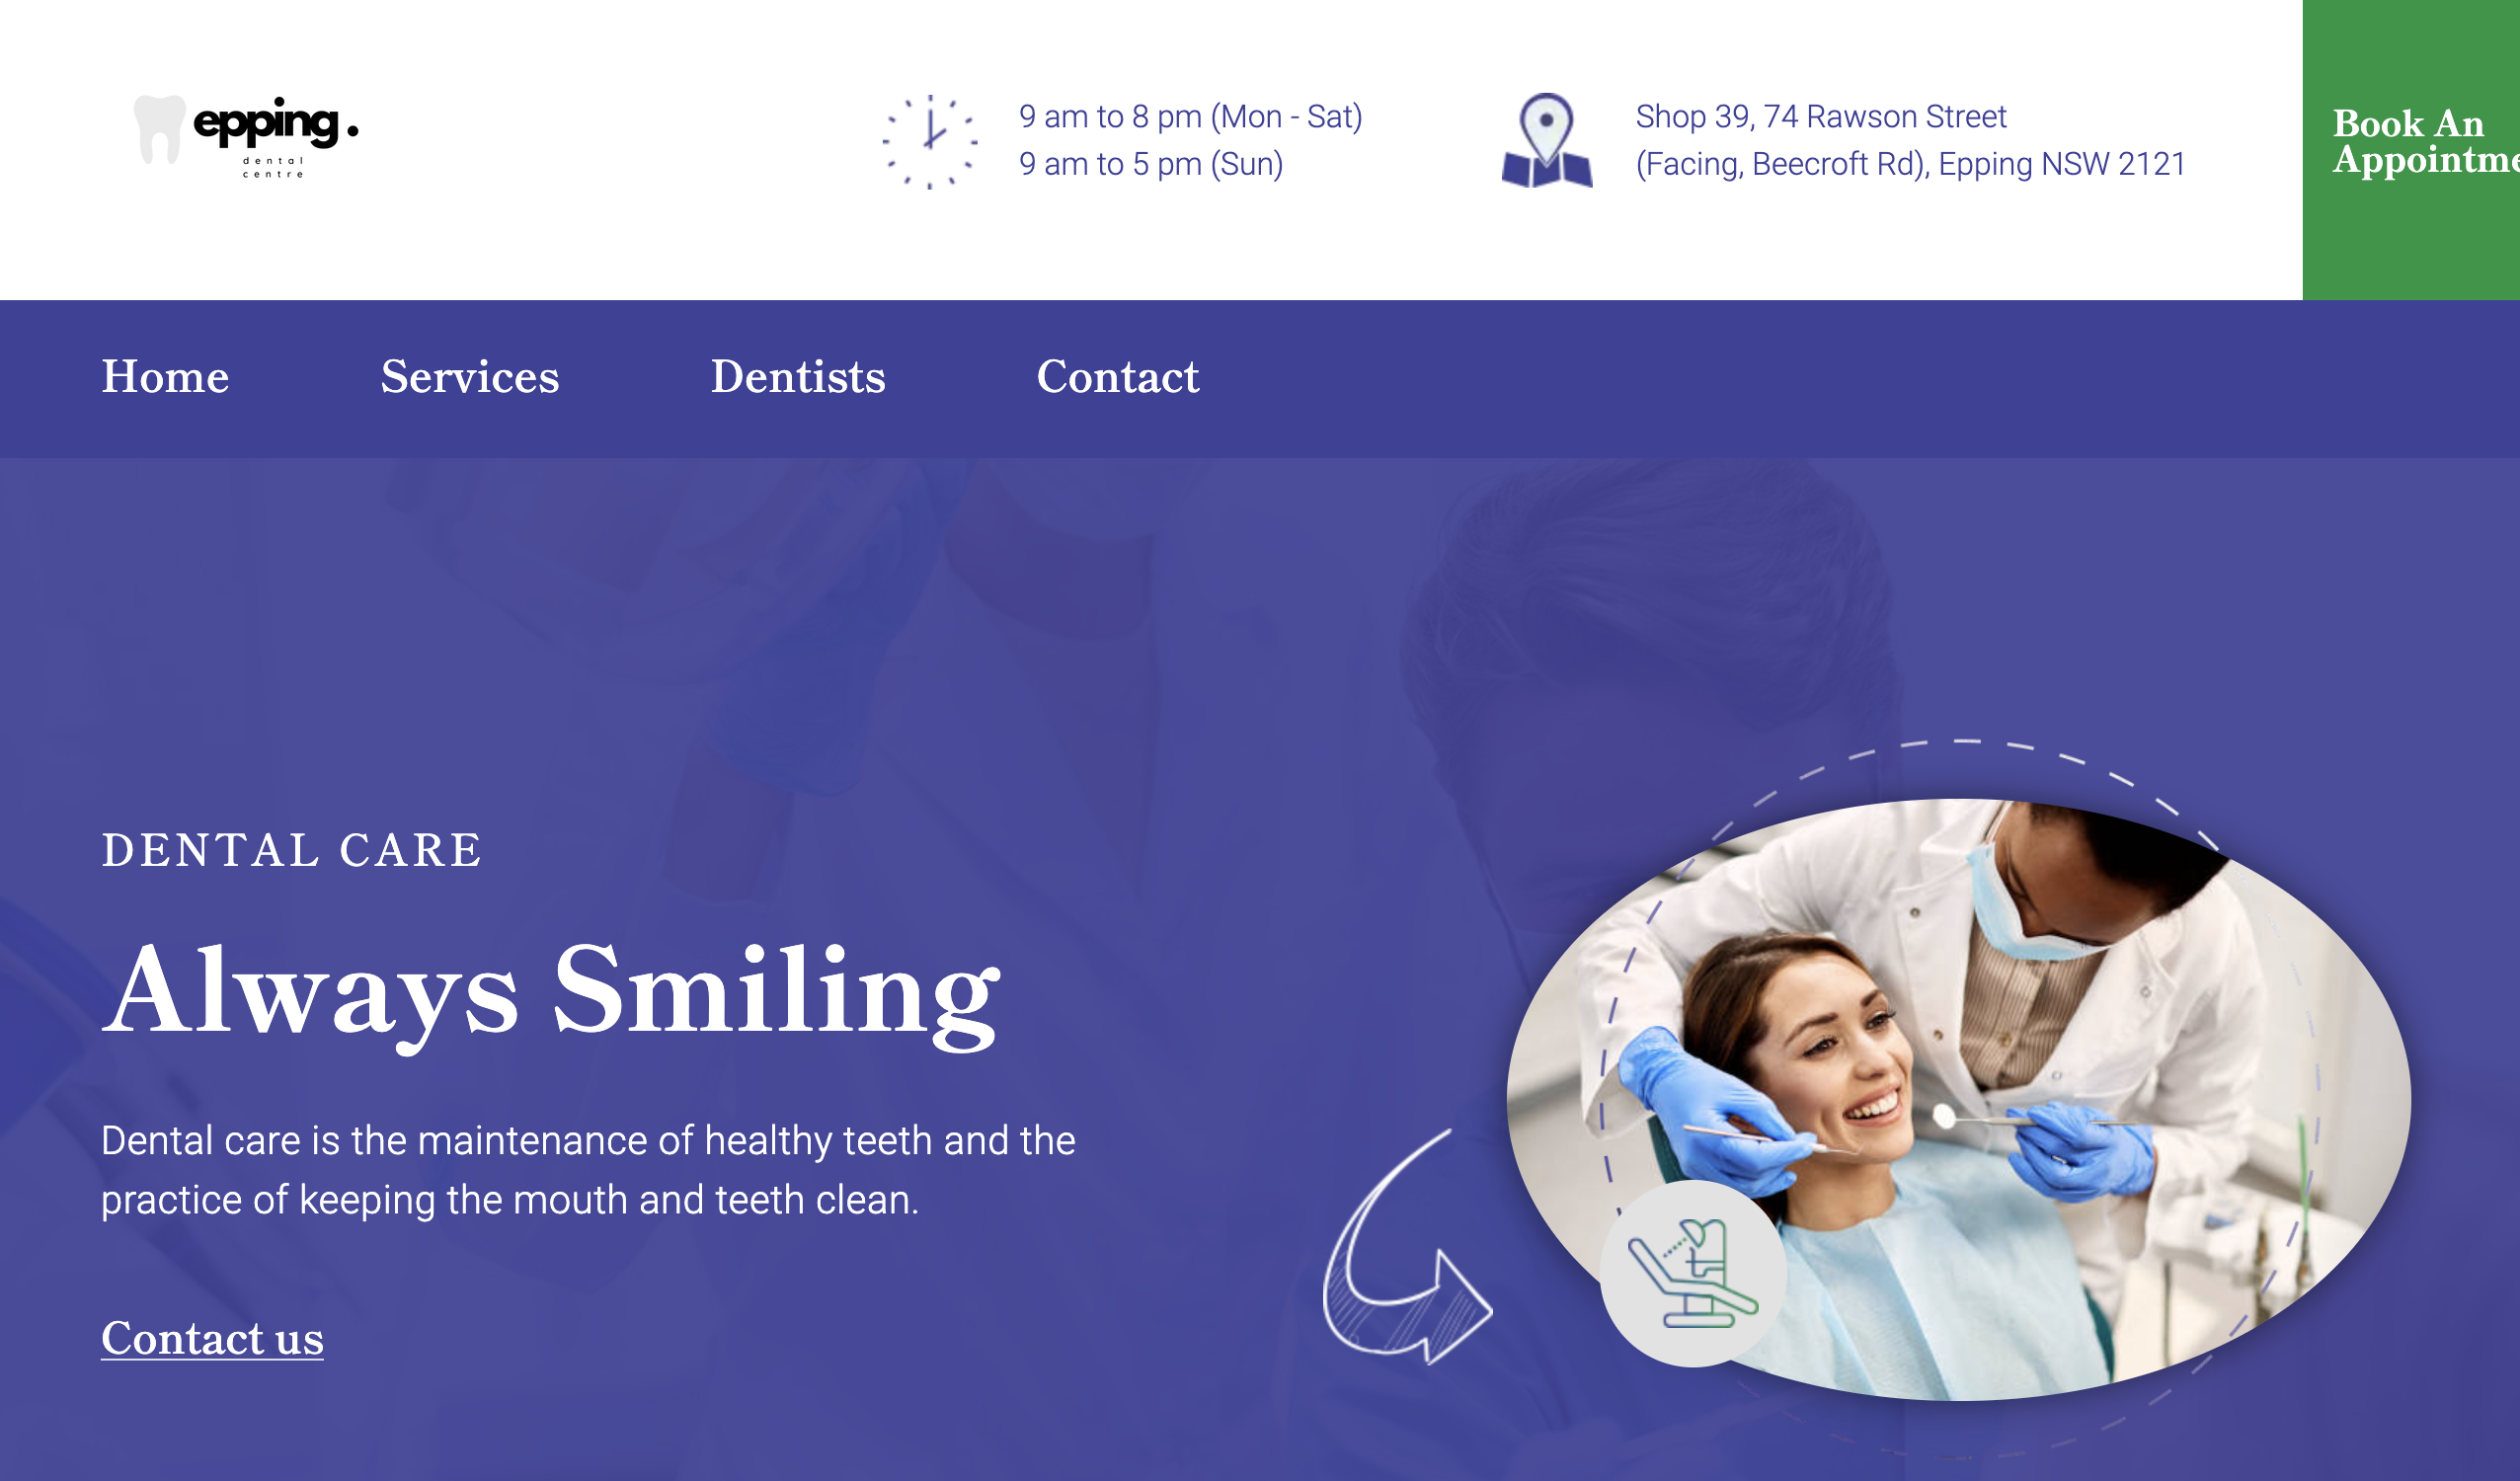 epping.
dental
centre
9 am to 8 pm (Mon - Sat)
9 am to 5 pm (Sun)
Shop 39, 74 Rawson Street
(Facing, Beecroft Rd), Epping NSW 2121
Book An
Appointme
Home
Services
Dentists
Contact
DENTAL CARE
Always Smiling
Dental care is the maintenance of healthy teeth and the
practice of keeping the mouth and teeth clean.
Contact us